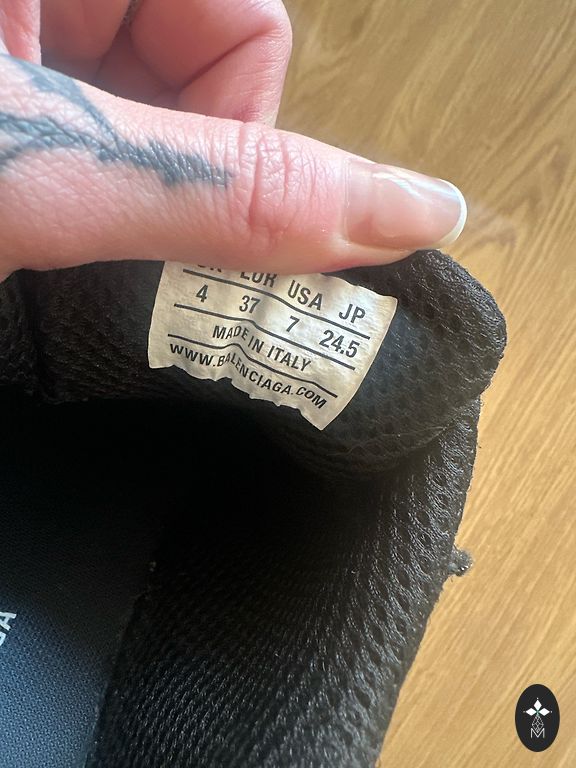 EUR USA JP
4 37 7 24.5
MADE IN ITALY
WWW.BALENCIAGA.COM